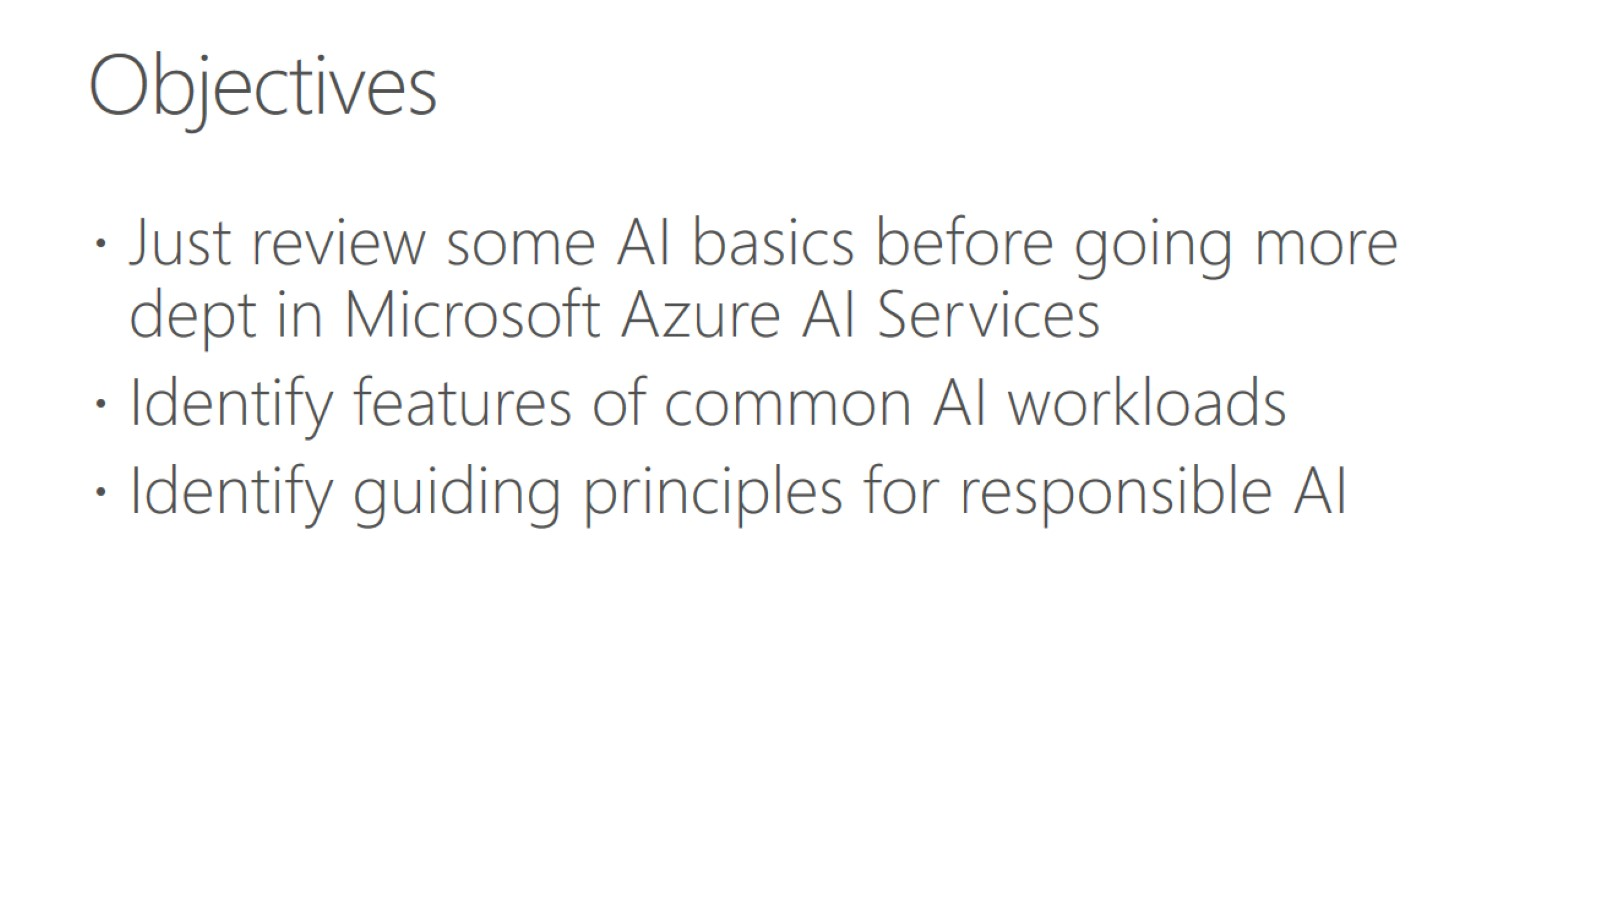 Objectives
• Just review some AI basics before going more
dept in Microsoft Azure AI Services
• Identify features of common AI workloads
• Identify guiding principles for responsible AI